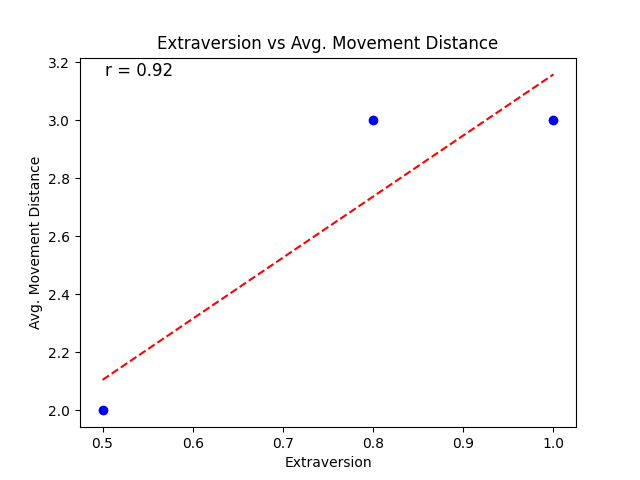 Extraversion vs Avg. Movement Distance
r = 0.92
Avg. Movement Distance
3.2
3.0
2.8
2.6
2.4
2.2
2.0
0.5 0.6 0.7 0.8 0.9 1.0
Extraversion